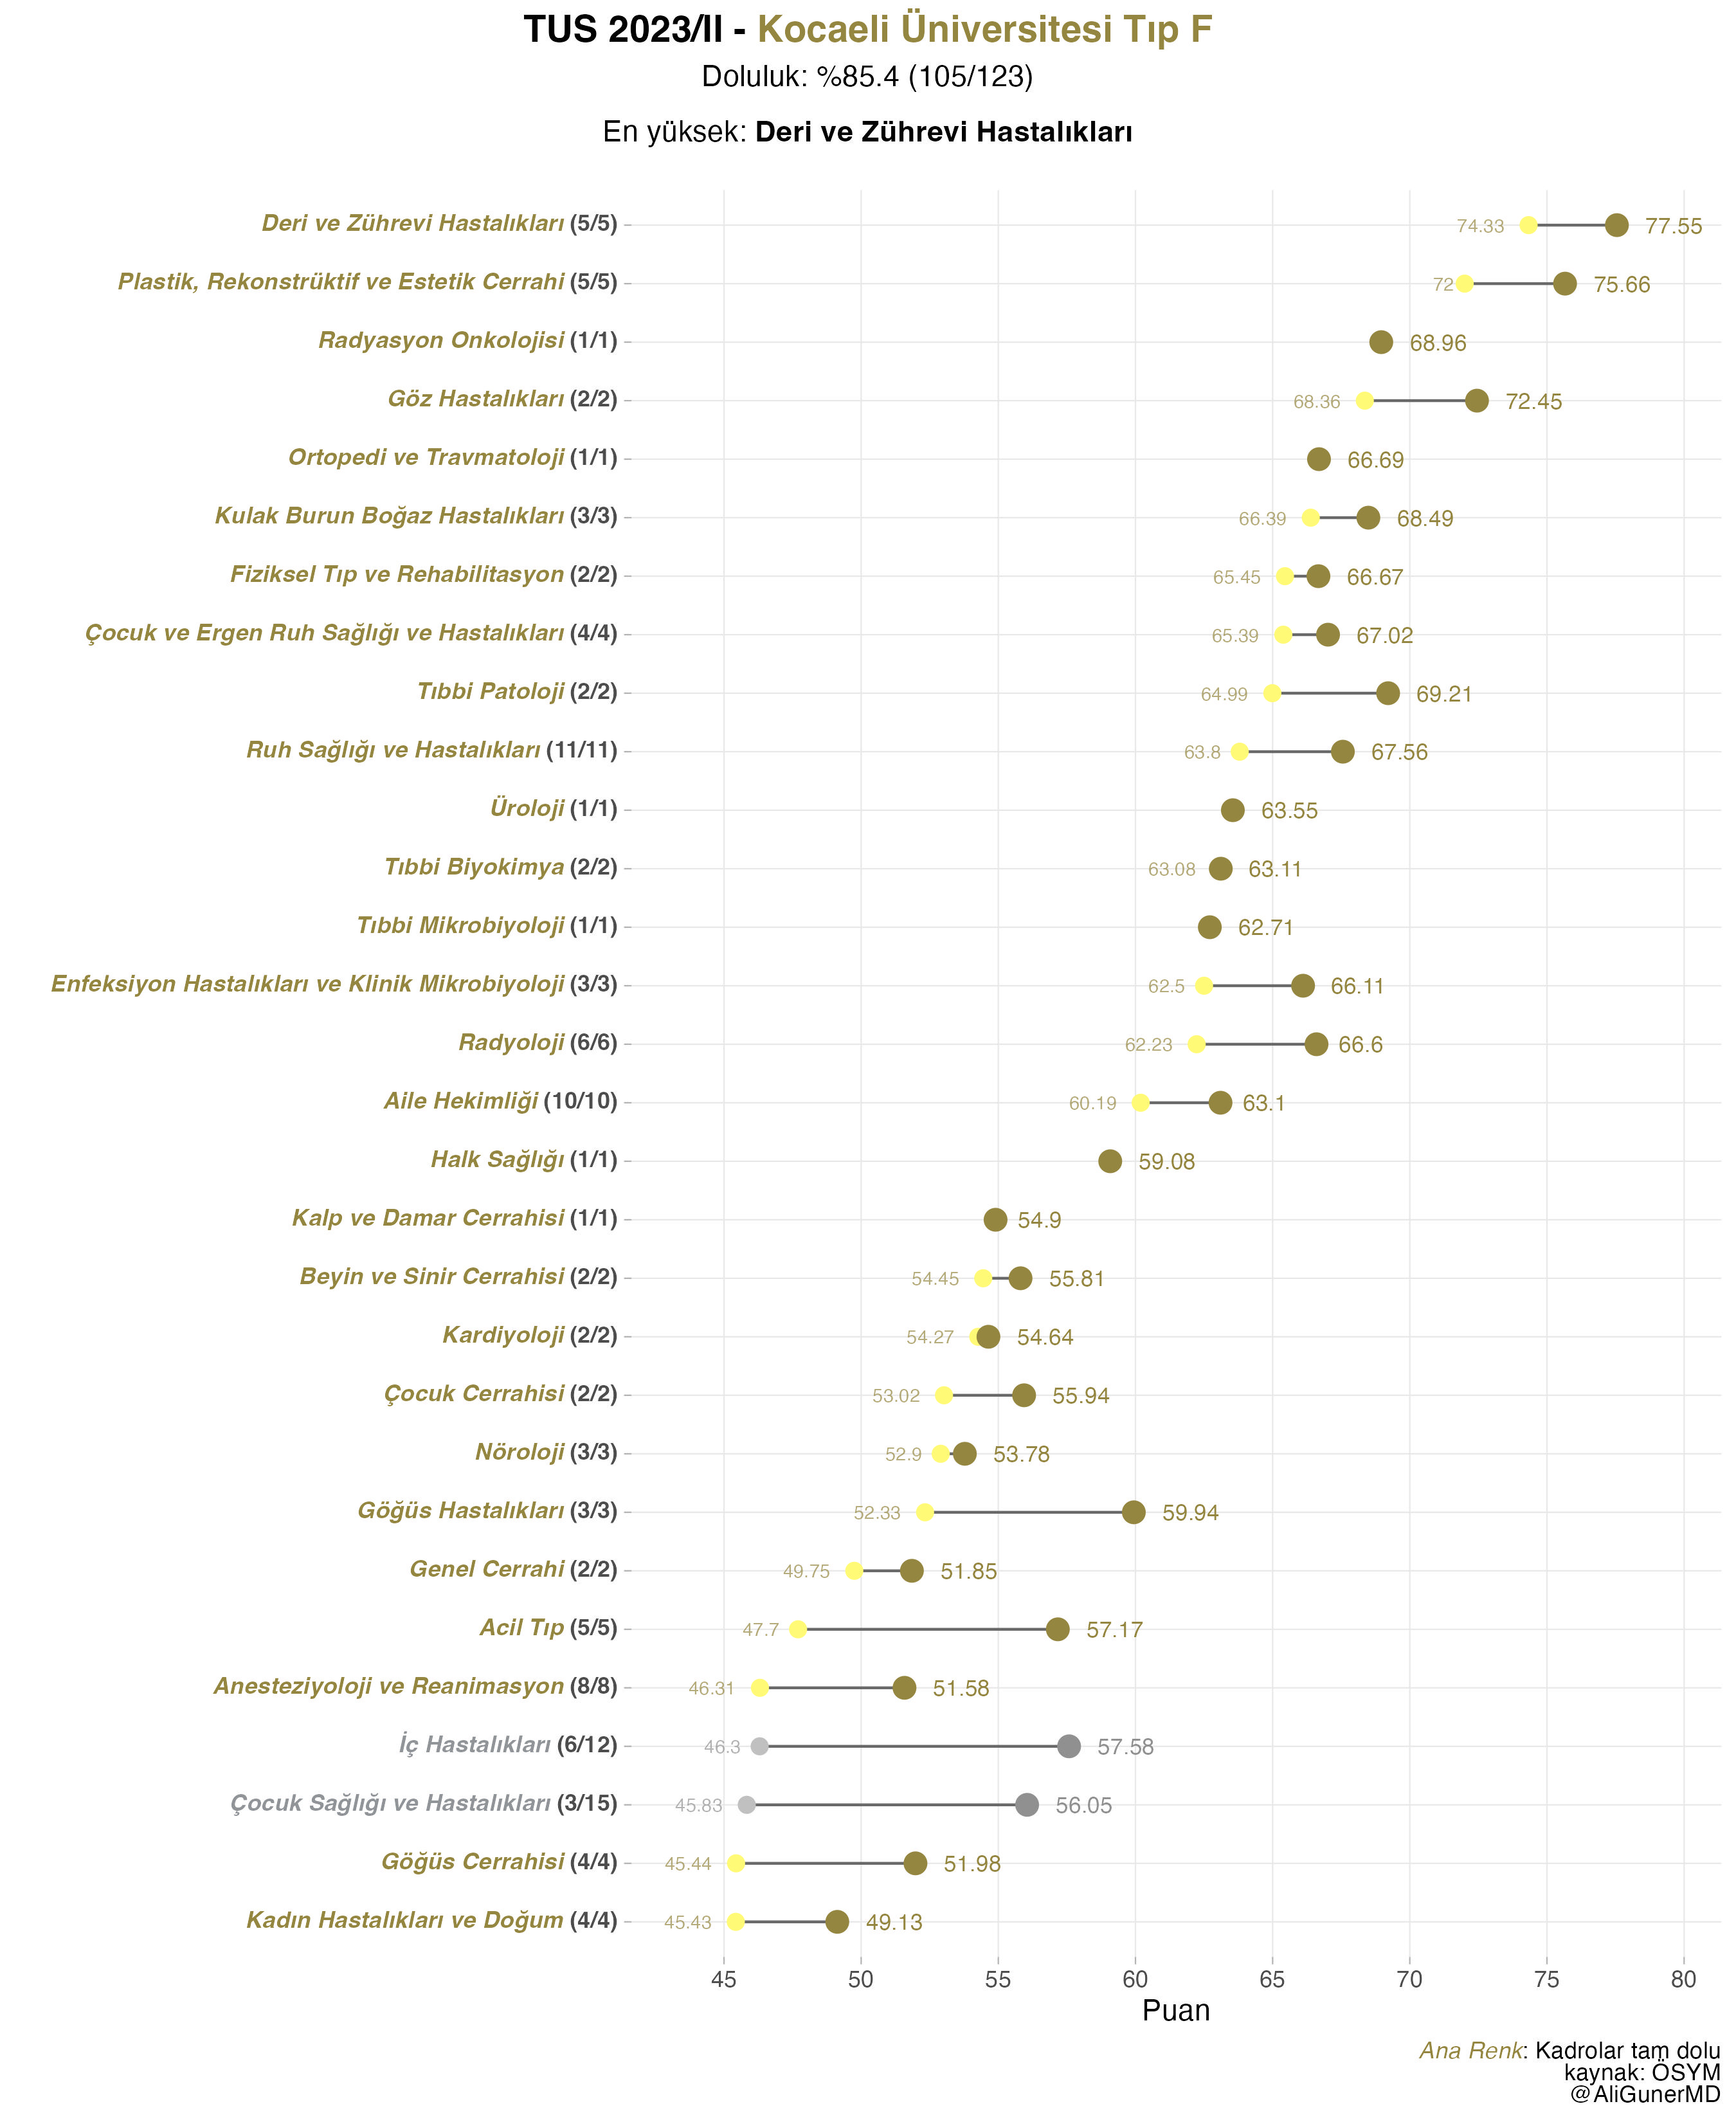 TUS 2023/II - Kocaeli Üniversitesi Tıp F
Doluluk: %85.4 (105/123)
En yüksek: Deri ve Zührevi Hastalıkları
Deri ve Zührevi Hastalıkları (5/5) 74.33 77.55
Plastik, Rekonstrüktif ve Estetik Cerrahi (5/5) 72 75.66
Radyasyon Onkolojisi (1/1) 68.96
Göz Hastalıkları (2/2) 68.36 72.45
Ortopedi ve Travmatoloji (1/1) 66.69
Kulak Burun Boğaz Hastalıkları (3/3) 66.39 68.49
Fiziksel Tıp ve Rehabilitasyon (2/2) 65.45 66.67
Çocuk ve Ergen Ruh Sağlığı ve Hastalıkları (4/4) 65.39 67.02
Tıbbi Patoloji (2/2) 64.99 69.21
Ruh Sağlığı ve Hastalıkları (11/11) 63.8 67.56
Üroloji (1/1) 63.55
Tıbbi Biyokimya (2/2) 63.08 63.11
Tıbbi Mikrobiyoloji (1/1) 62.71
Enfeksiyon Hastalıkları ve Klinik Mikrobiyoloji (3/3) 62.5 66.11
Radyoloji (6/6) 62.23 66.6
Aile Hekimliği (10/10) 60.19 63.1
Halk Sağlığı (1/1) 59.08
Kalp ve Damar Cerrahisi (1/1) 54.9
Beyin ve Sinir Cerrahisi (2/2) 54.45 55.81
Kardiyoloji (2/2) 54.27 54.64
Çocuk Cerrahisi (2/2) 53.02 55.94
Nöroloji (3/3) 52.9 53.78
Göğüs Hastalıkları (3/3) 52.33 59.94
Genel Cerrahi (2/2) 49.75 51.85
Acil Tıp (5/5) 47.7 57.17
Anesteziyoloji ve Reanimasyon (8/8) 46.31 51.58
İç Hastalıkları (6/12) 46.3 57.58
Çocuk Sağlığı ve Hastalıkları (3/15) 45.83 56.05
Göğüs Cerrahisi (4/4) 45.44 51.98
Kadın Hastalıkları ve Doğum (4/4) 45.43 49.13
45 50 55 60 65 70 75 80
Puan
Ana Renk: Kadrolar tam dolu
kaynak: ÖSYM
@AliGunerMD